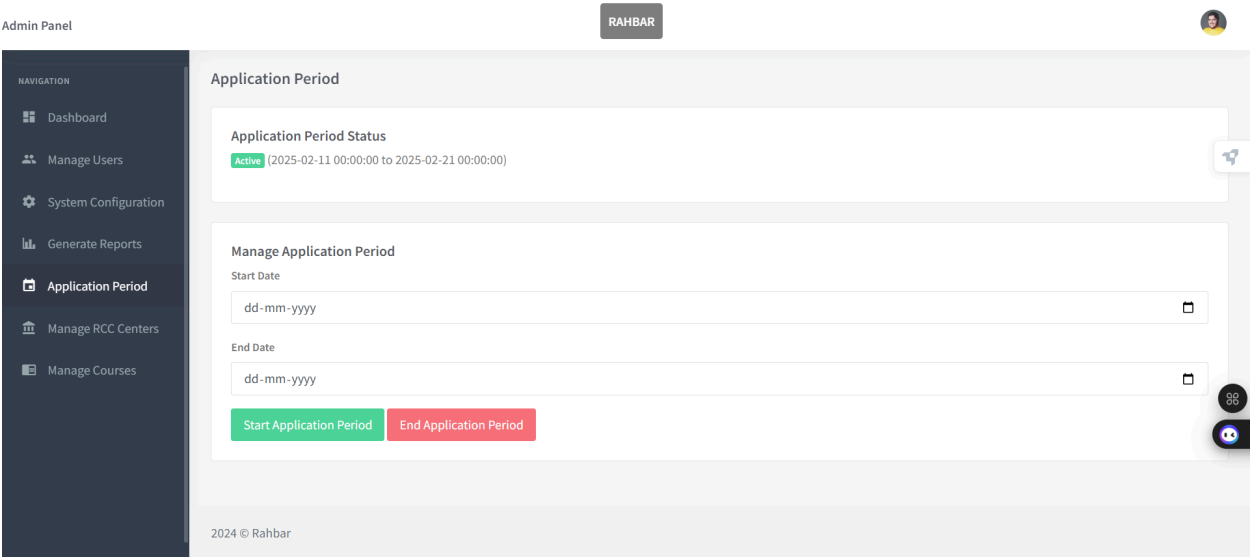 Admin Panel
RAHBAR
NAVIGATION
Dashboard
Manage Users
System Configuration
Generate Reports
Application Period
Manage RCC Centers
Manage Courses
Application Period
Application Period Status
Active (2025-02-11 00:00:00 to 2025-02-21 00:00:00)
Manage Application Period
Start Date
dd-mm-yyyy
End Date
dd-mm-yyyy
Start Application Period End Application Period
2024 © Rahbar